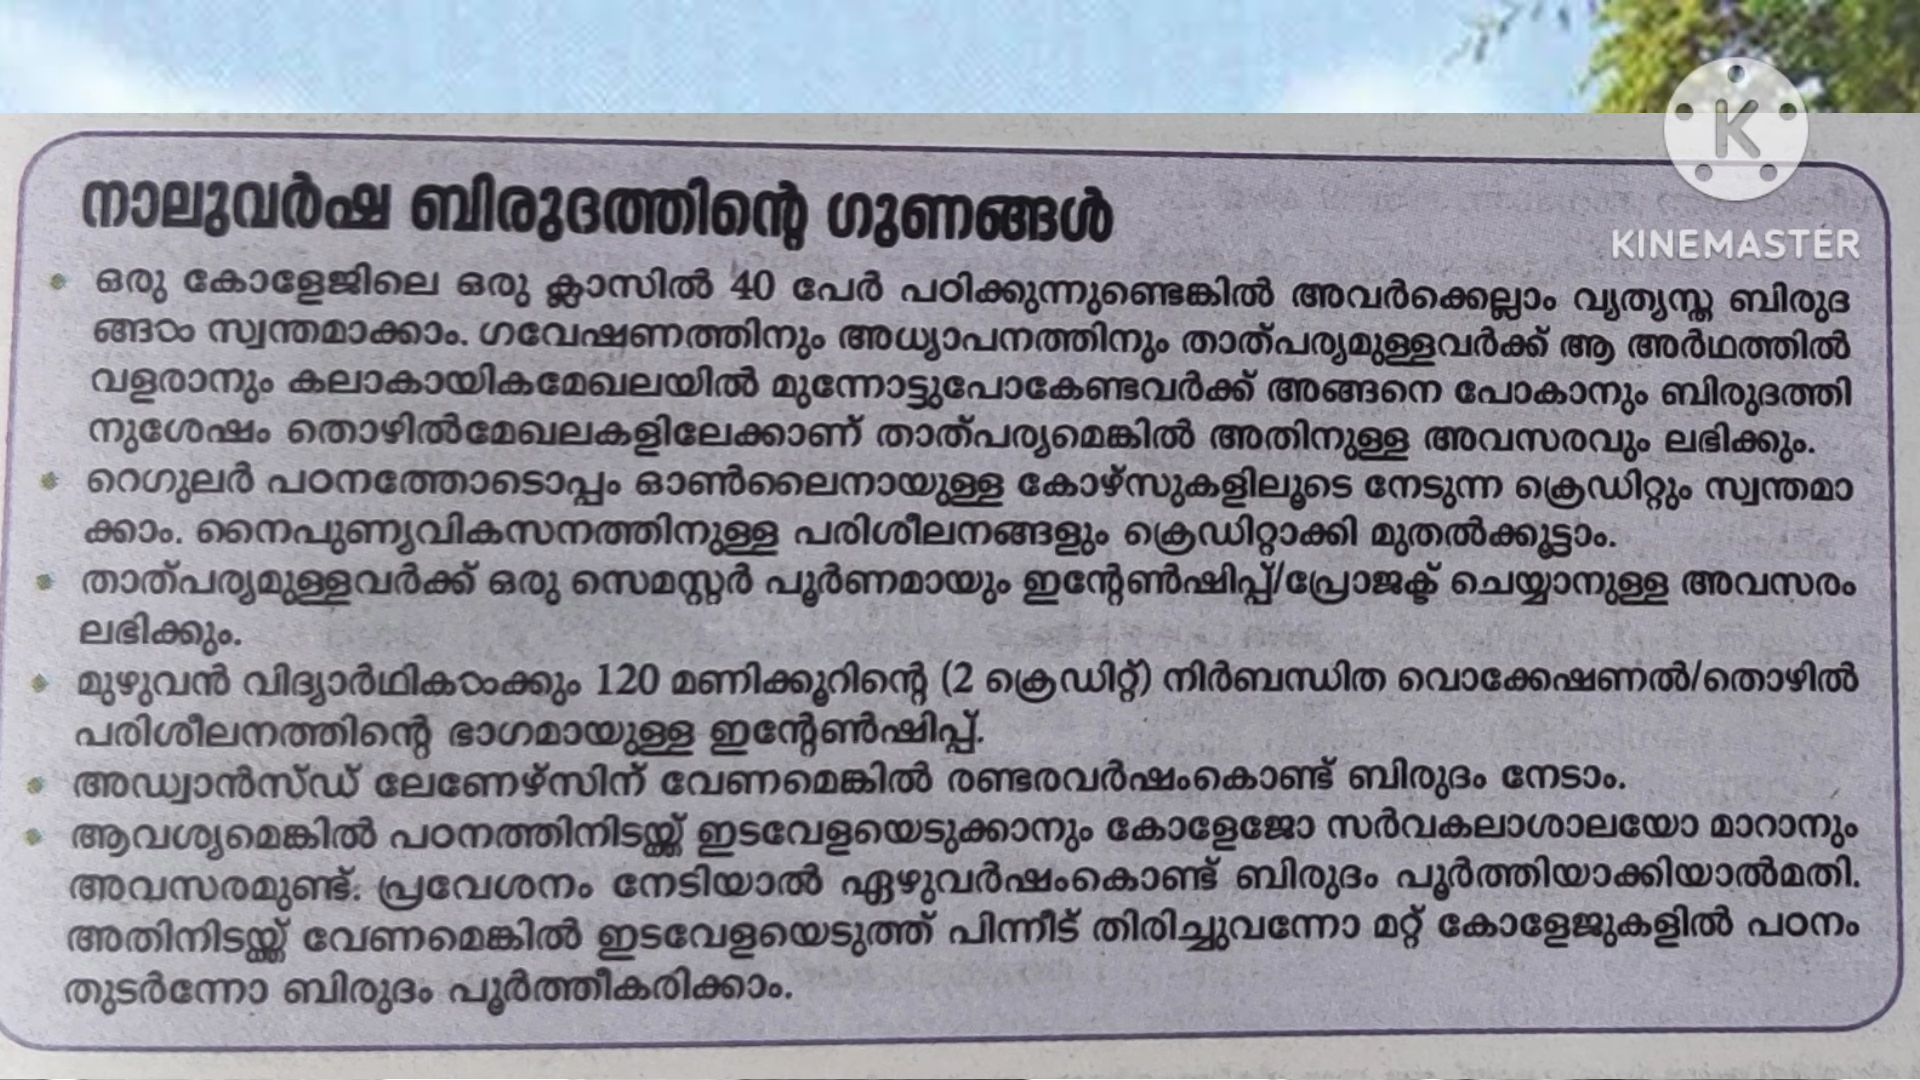 KINEMASTER
നാലുവർഷ ബിരുദത്തിന്റെ ഗുണങ്ങൾ
ഒരു കോളേജിലെ ഒരു ക്ലാസിൽ 40 പേർ പഠിക്കുന്നുണ്ടെങ്കിൽ അവർക്കെല്ലാം വ്യത്യസ്ത ബിരുദ
ങ്ങൾ സ്വന്തമാക്കാം. ഗവേഷണത്തിനും അധ്യാപനത്തിനും താത്പര്യമുള്ളവർക്ക് ആ അർഥത്തിൽ
വളരാനും കലാകായികമേഖലയിൽ മുന്നോട്ടുപോകേണ്ടവർക്ക് അങ്ങനെ പോകാനും ബിരുദത്തി
നുശേഷം തൊഴിൽമേഖലകളിലേക്കാണ് താത്പര്യമെങ്കിൽ അതിനുള്ള അവസരവും ലഭിക്കും.
റെഗുലർ പഠനത്തോടൊപ്പം ഓൺലൈനായുള്ള കോഴ്സുകളിലൂടെ നേടുന്ന ക്രെഡിറ്റും സ്വന്തമാ
ക്കാം. നൈപുണ്യവികസനത്തിനുള്ള പരിശീലനങ്ങളും ക്രെഡിറ്റാക്കി മുതൽക്കൂട്ടാം.
താത്പര്യമുള്ളവർക്ക് ഒരു സെമസ്റ്റർ പൂർണമായും ഇന്റേൺഷിപ്പ്/പ്രോജക്ട് ചെയ്യാനുള്ള അവസരം
ലഭിക്കും.
മുഴുവൻ വിദ്യാർഥികൾക്കും 120 മണിക്കൂറിന്റെ (2 ക്രെഡിറ്റ്) നിർബന്ധിത വൊക്കേഷണൽ/തൊഴിൽ
പരിശീലനത്തിന്റെ ഭാഗമായുള്ള ഇന്റേൺഷിപ്പ്.
അഡ്വാൻസ്ഡ് ലേണേഴ്സിന് വേണമെങ്കിൽ രണ്ടരവർഷംകൊണ്ട് ബിരുദം നേടാം.
ആവശ്യമെങ്കിൽ പഠനത്തിനിടയ്ക്ക് ഇടവേളയെടുക്കാനും കോളേജോ സർവകലാശാലയോ മാറാനും
അവസരമുണ്ട്. പ്രവേശനം നേടിയാൽ ഏഴുവർഷംകൊണ്ട് ബിരുദം പൂർത്തിയാക്കിയാൽമതി.
അതിനിടയ്ക്ക് വേണമെങ്കിൽ ഇടവേളയെടുത്ത് പിന്നീട് തിരിച്ചുവന്നോ മറ്റ് കോളേജുകളിൽ പഠനം
തുടർന്നോ ബിരുദം പൂർത്തീകരിക്കാം.